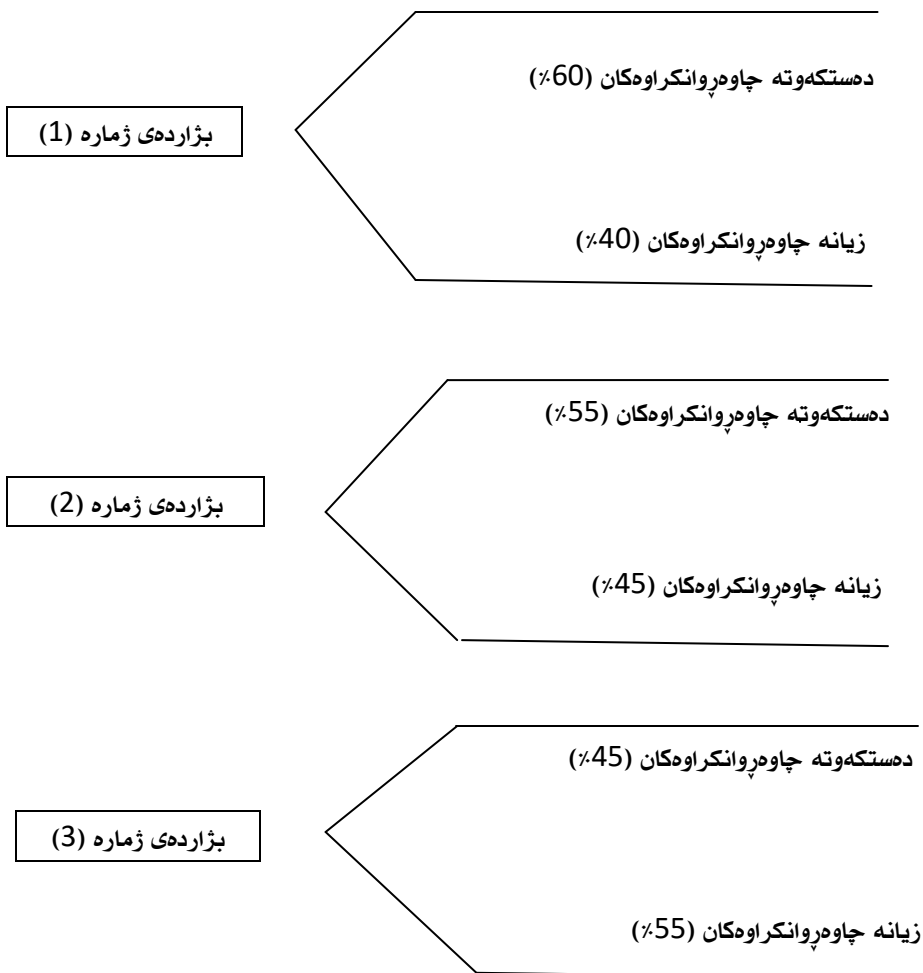 دەستکەوتە چاوەڕوانکراوەکان (60٪)
بژاردەی ژمارە (1)
زیانە چاوەڕوانکراوەکان (40٪)
دەستکەوتە چاوەڕوانکراوەکان (55٪)
بژاردەی ژمارە (2)
زیانە چاوەڕوانکراوەکان (45٪)
دەستکەوتە چاوەڕوانکراوەکان (45٪)
بژاردەی ژمارە (3)
زیانە چاوەڕوانکراوەکان (55٪)